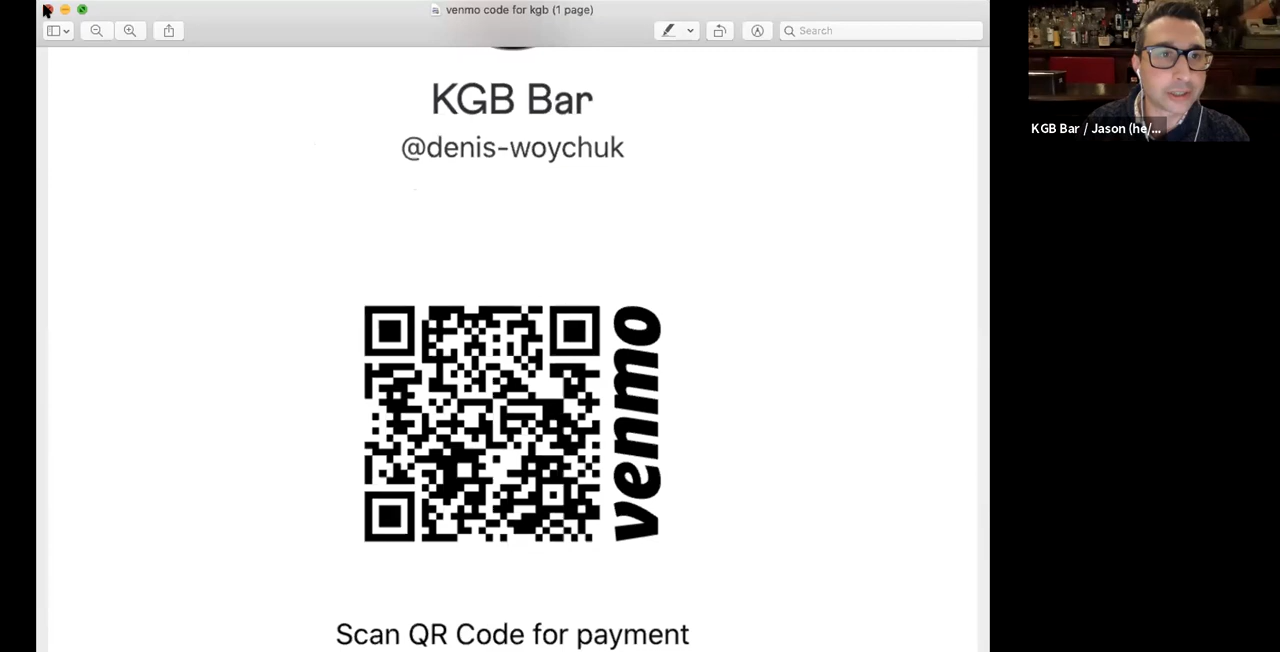 venmo code for kgb (1 page)
Search
KGB Bar
@denis-woychuk
venmo
Scan QR Code for payment
KGB Bar / Jason (he/...